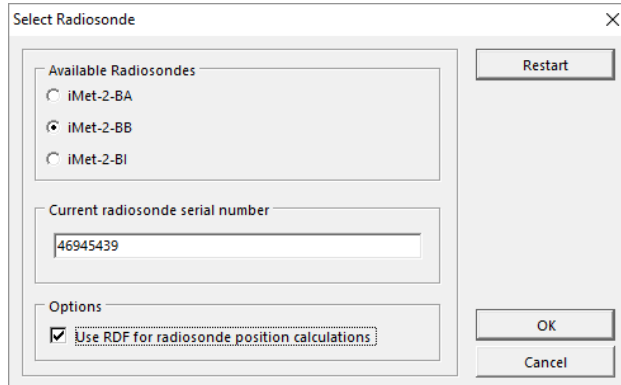 Select Radiosonde
Available Radiosondes
iMet-2-BA
iMet-2-BB
iMet-2-BI
Current radiosonde serial number
46945439
Options
Use RDF for radiosonde position calculations
Restart
OK
Cancel